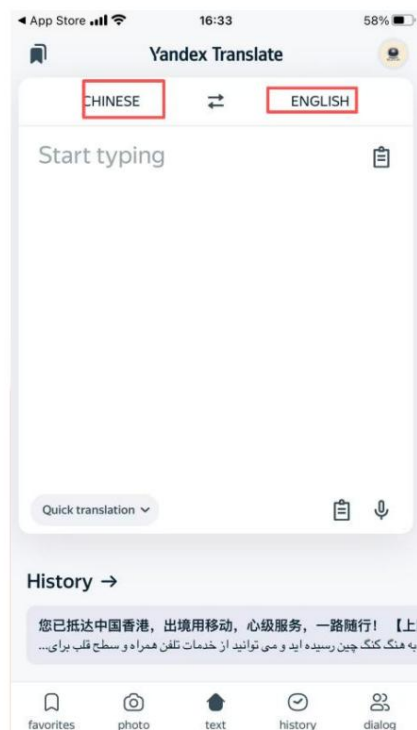 App Store 16:33 58%
Yandex Translate
CHINESE ENGLISH
Start typing
Quick translation
History →
您已抵达中国香港，出境用移动，心级服务，一路随行！【上
به هنگ کنگ چین رسیده اید و می توانید از خدمات تلفن همراه و سطح قلب برای...
favorites photo text history dialog